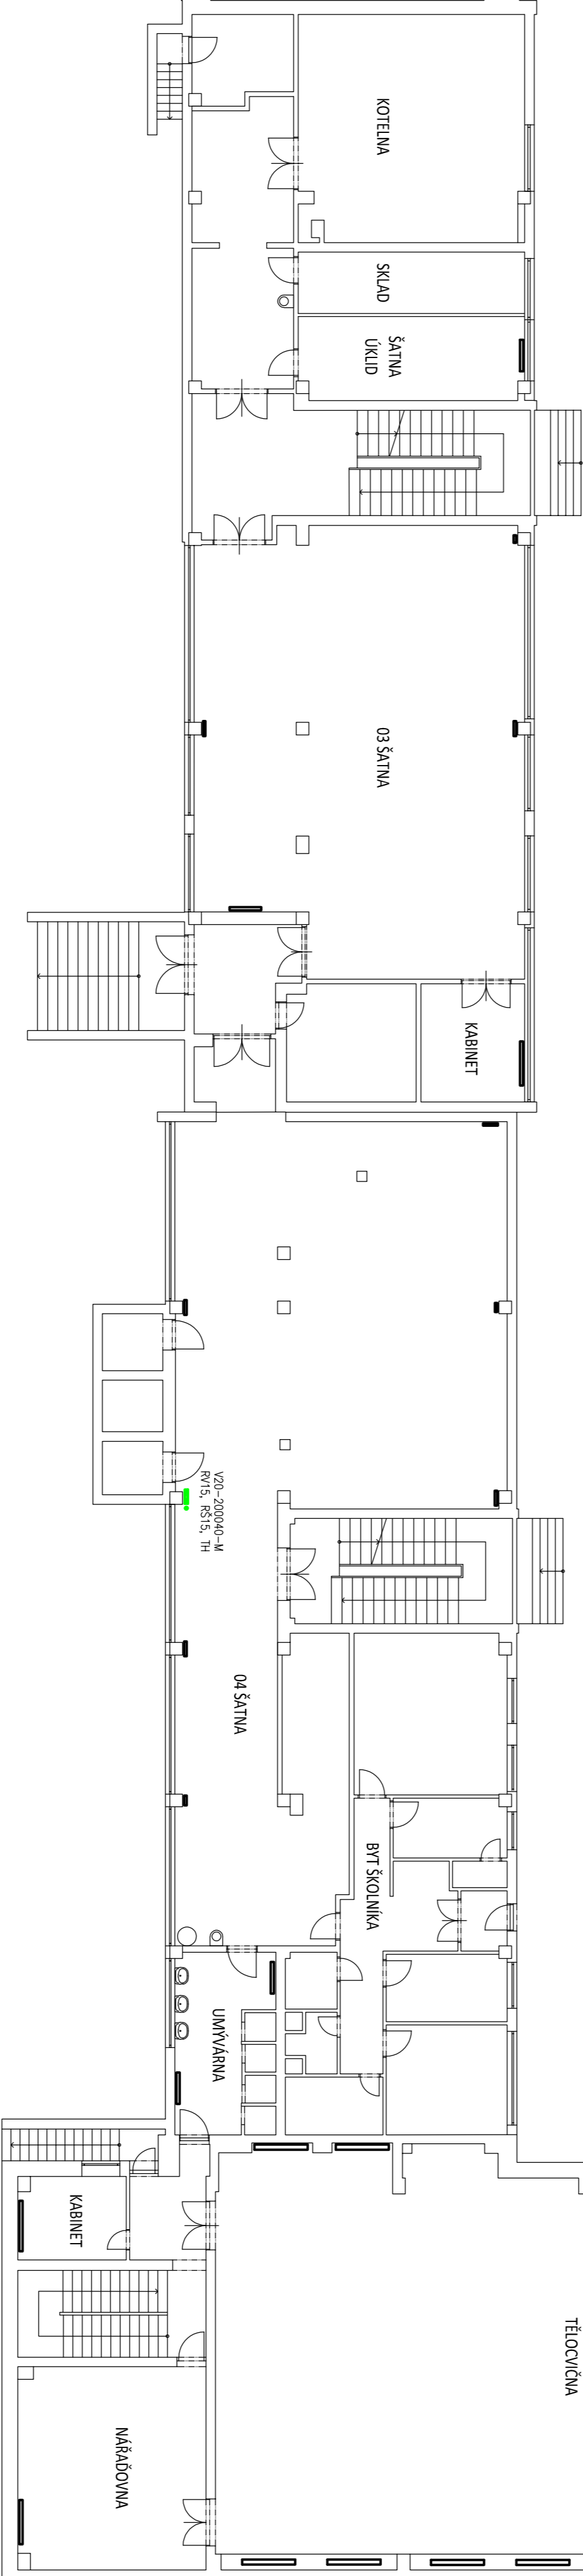 KOTELNA
SKLAD
ŠATNA
ÚKLID
03 ŠATNA
KABINET
V20-200040-M
RV15, RŠ15, TH
04 ŠATNA
BYT ŠKOLNÍKA
UMÝVÁRNA
KABINET
TĚLOCVIČNA
NÁŘAĎOVNA